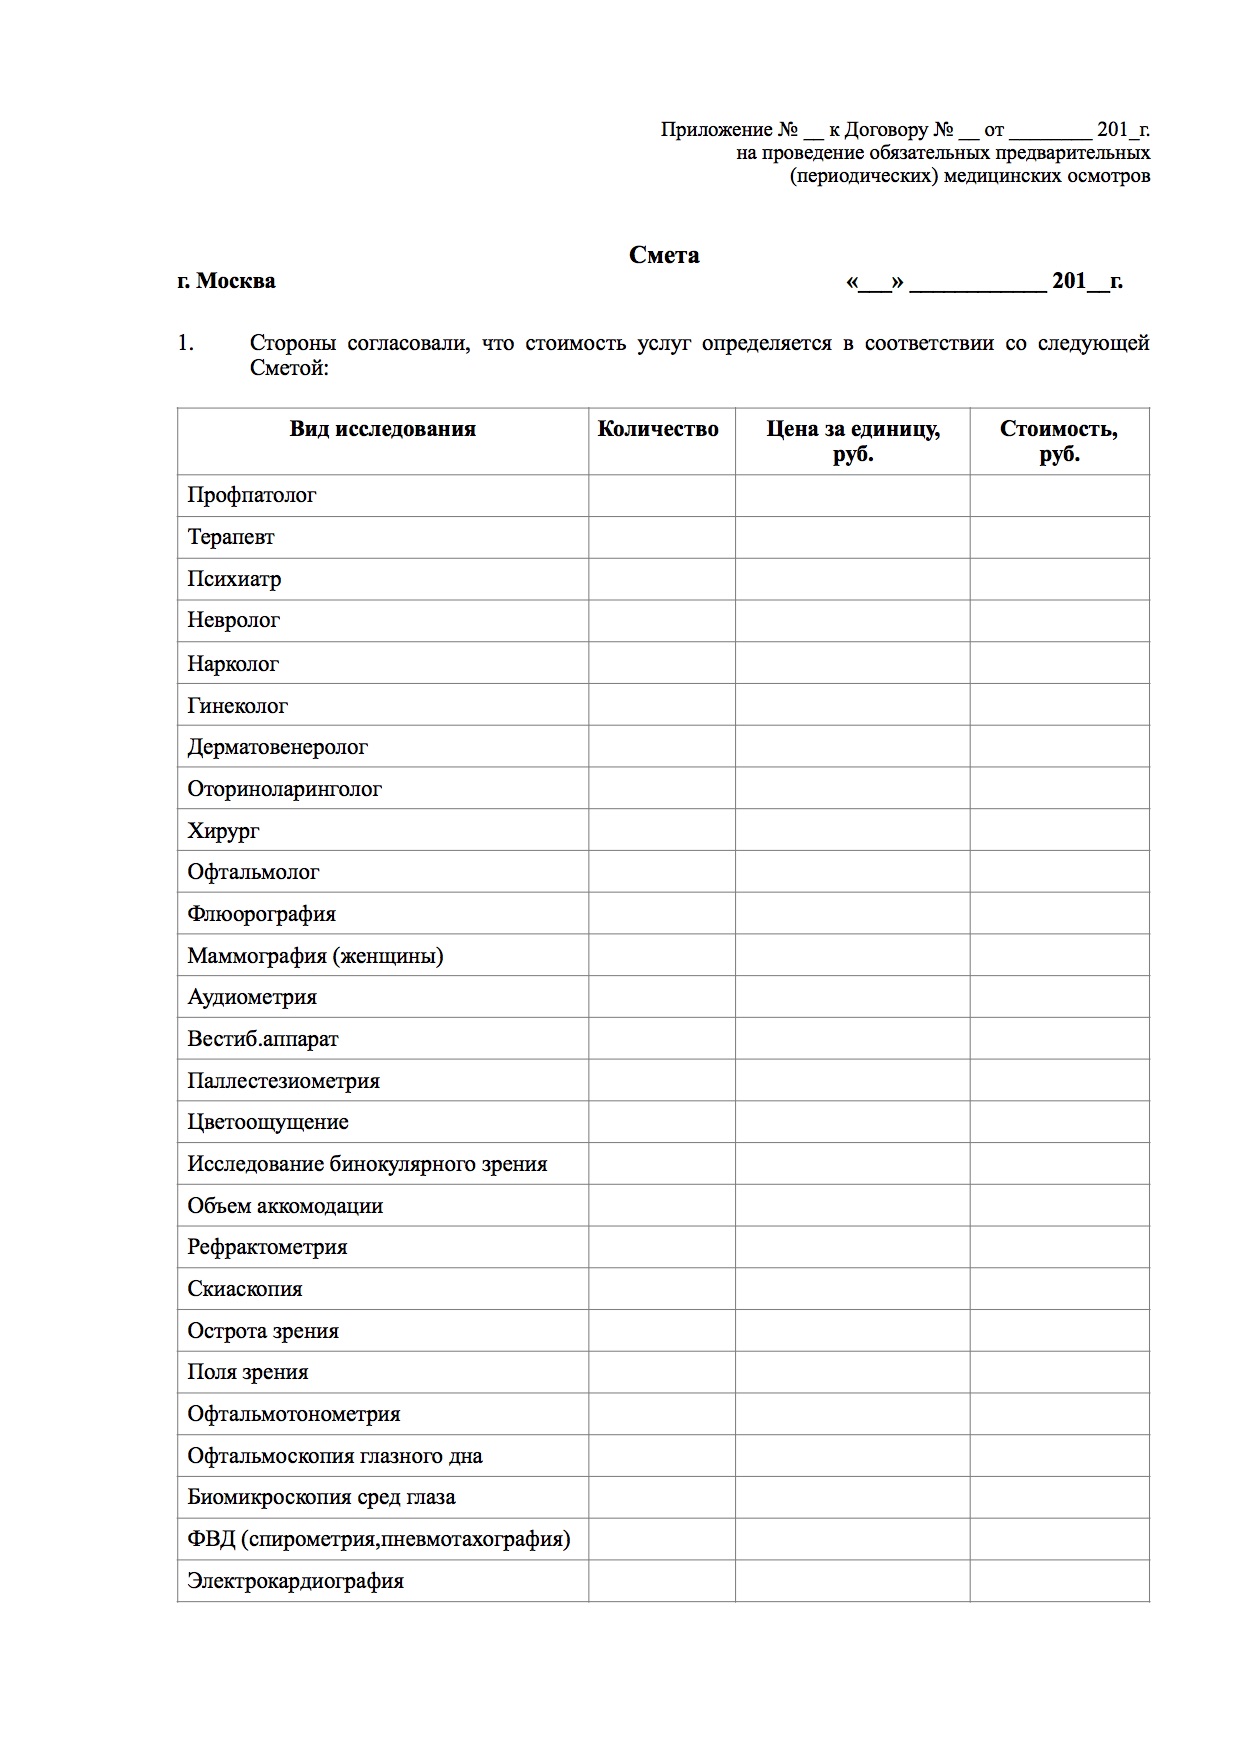 Приложение № __ к Договору № __ от ________ 201_г.
на проведение обязательных предварительных
(периодических) медицинских осмотров
Смета
г. Москва «___» ____________ 201__г.
1. Стороны согласовали, что стоимость услуг определяется в соответствии со следующей
Сметой:
Вид исследования Количество Цена за единицу, Стоимость,
руб. руб.
Профпатолог
Терапевт
Психиатр
Невролог
Нарколог
Гинеколог
Дерматовенеролог
Оториноларинголог
Хирург
Офтальмолог
Флюорография
Маммография (женщины)
Аудиометрия
Вестиб.аппарат
Паллестезиометрия
Цветоощущение
Исследование бинокулярного зрения
Объем аккомодации
Рефрактометрия
Скиаскопия
Острота зрения
Поля зрения
Офтальмотонометрия
Офтальмоскопия глазного дна
Биомикроскопия сред глаза
ФВД (спирометрия,пневмотахография)
Электрокардиография